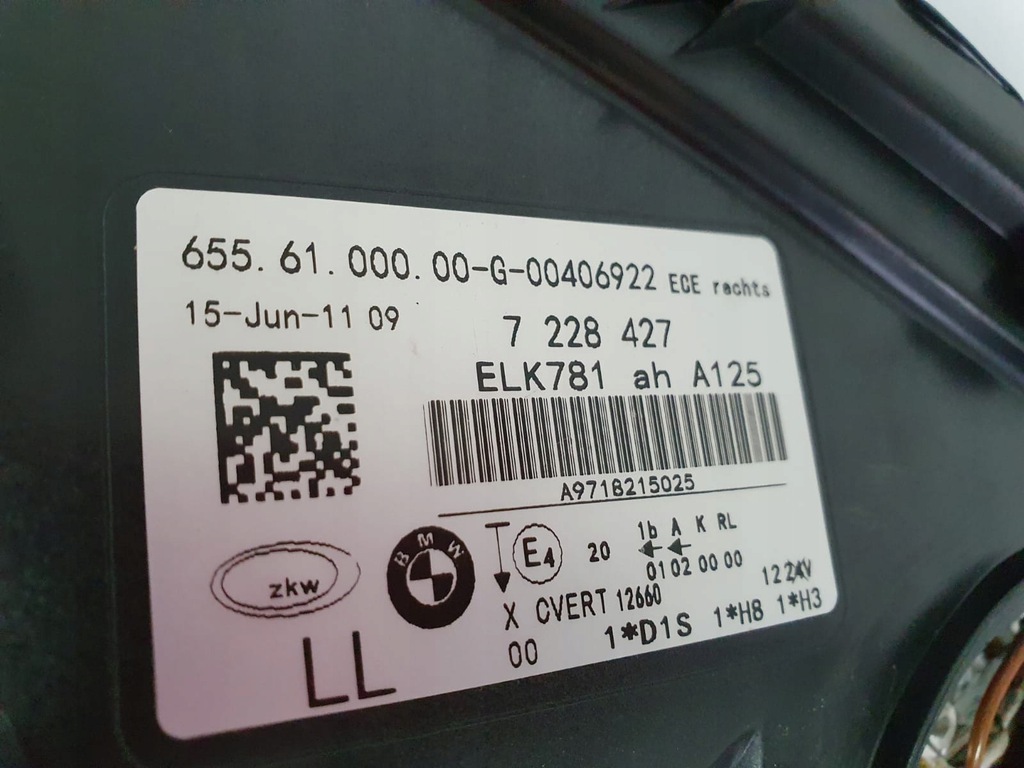 655.61.000.00-G-00406922 ECE rechts
15-Jun-11 09
7 228 427
ELK781 ah A125
A9718215025
zkw
BMW
E4
20
1b A K RL
01 02 00 00
X CVERT 12660
12 24V
00
1*D1S 1*H8 1*H3
LL